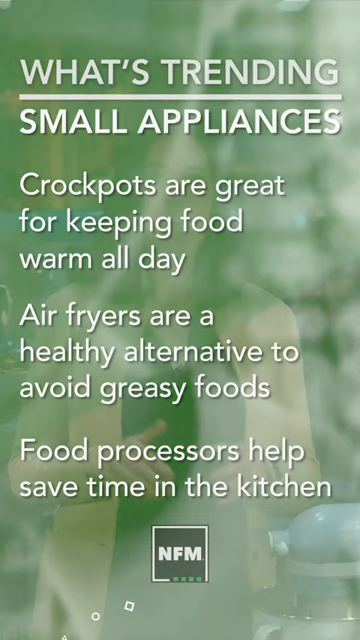 WHAT'S TRENDING
SMALL APPLIANCES
Crockpots are great
for keeping food
warm all day
Air fryers are a
healthy alternative to
avoid greasy foods
Food processors help
save time in the kitchen
NFM